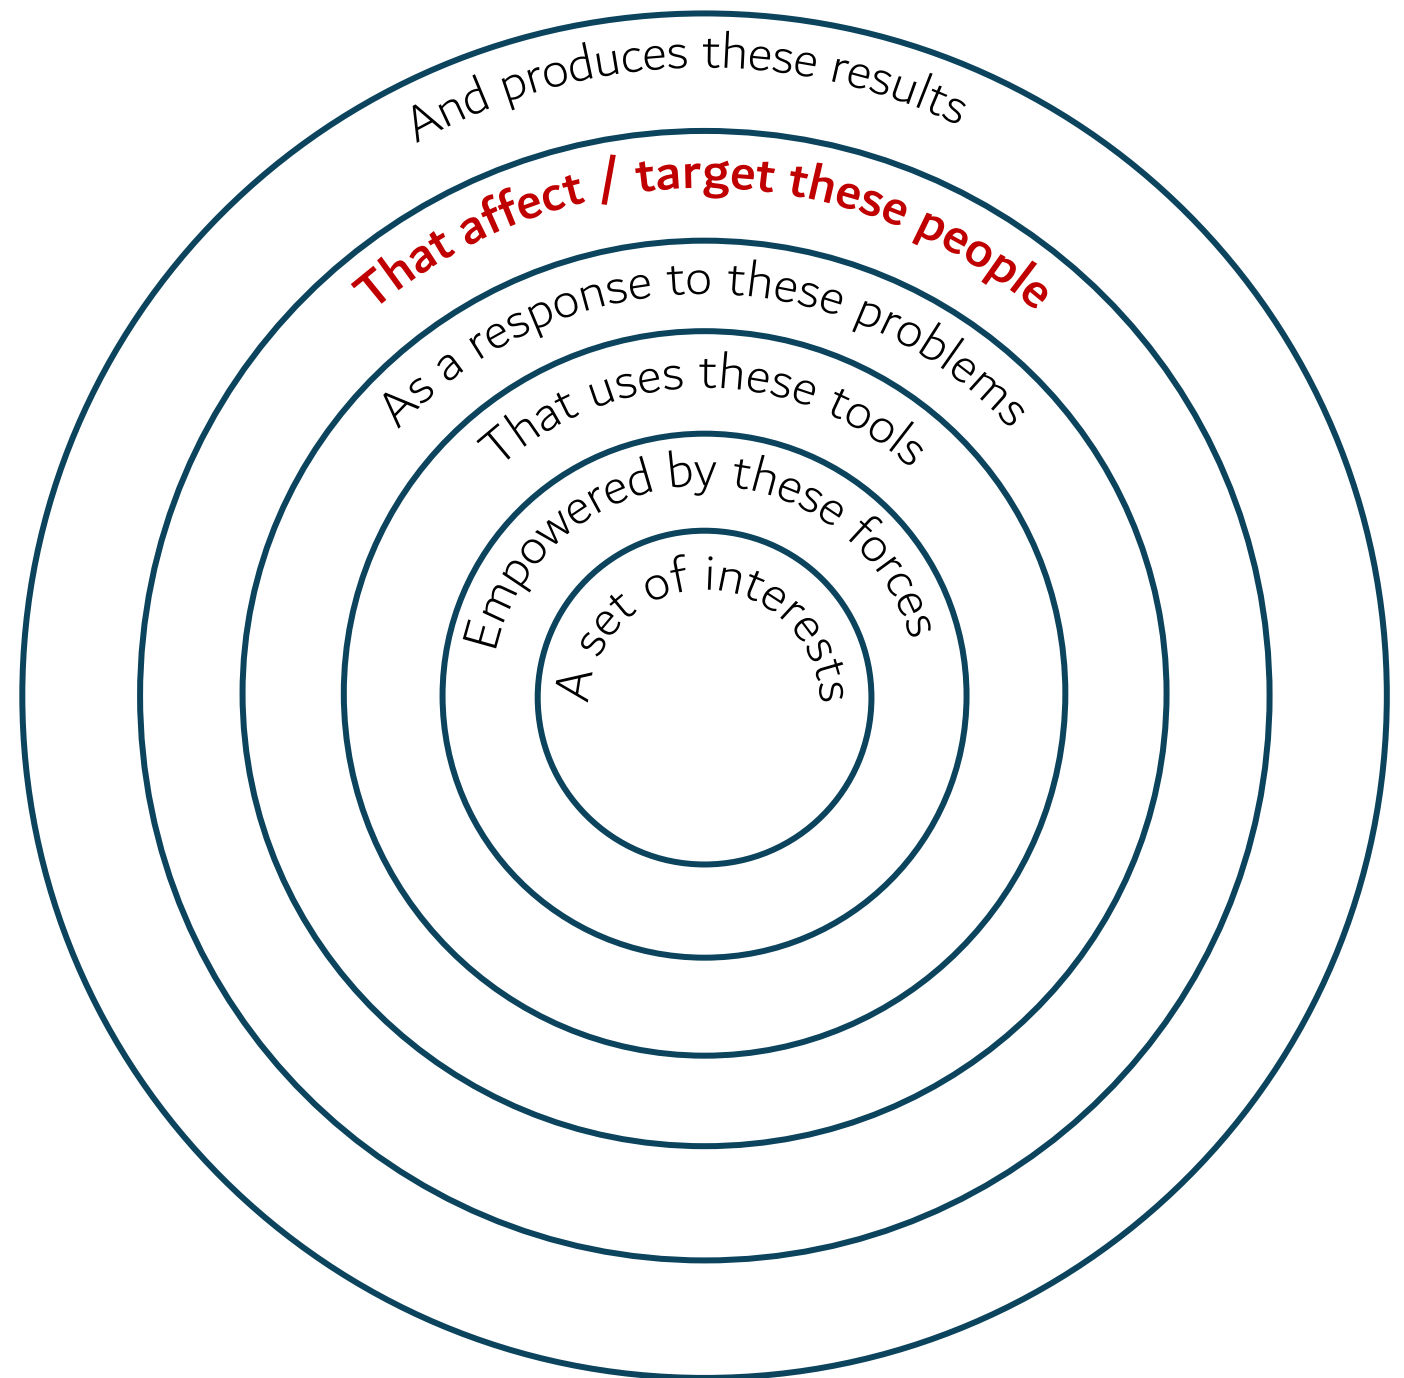 And produces these results
That affect / target these people
As a response to these problems
That uses these tools
Empowered by these forces
A set of interests